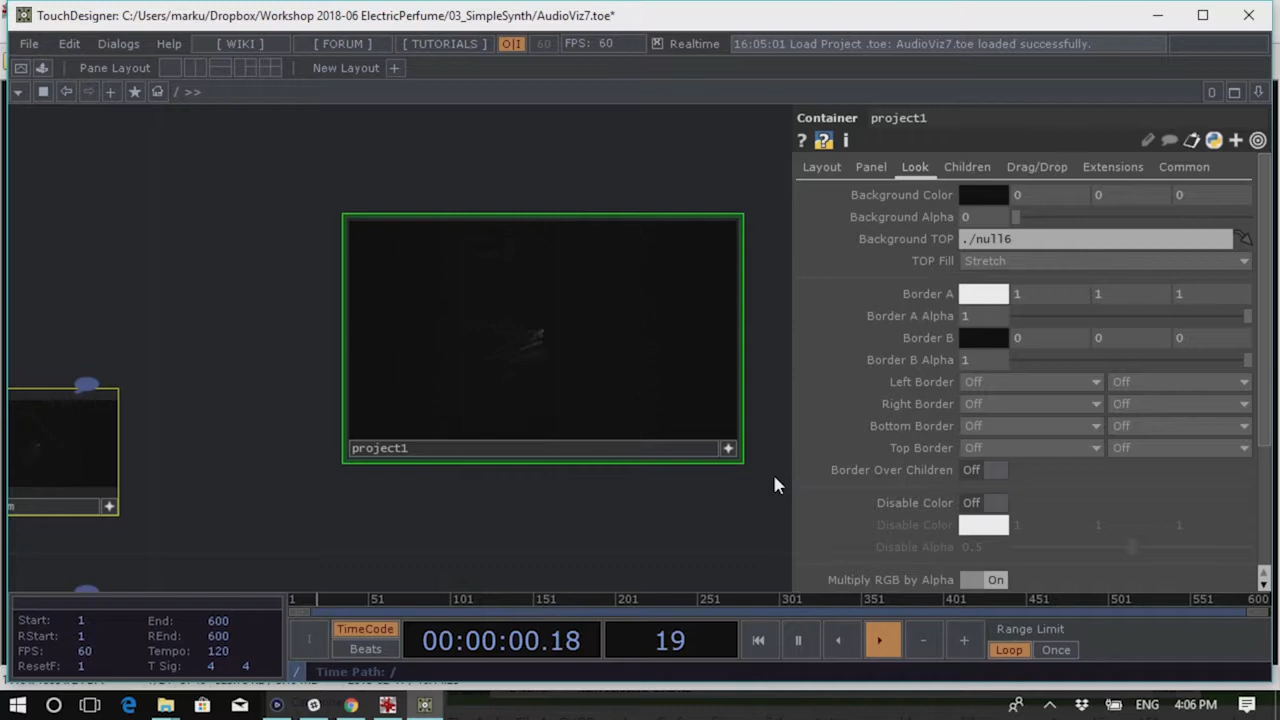 TouchDesigner: C:/Users/marku/Dropbox/Workshop 2018-06 ElectricPerfume/03_SimpleSynth/AudioViz7.toe*
File Edit Dialogs Help [ WIKI ] [ FORUM ] [ TUTORIALS ] O|I 60 FPS: 60 Realtime 16:05:01 Load Project .toe: AudioViz7.toe loaded successfully.
Pane Layout New Layout +
/ >> 0
Container project1
? ? i
Layout Panel Look Children Drag/Drop Extensions Common
Background Color 0 0 0
Background Alpha 0
Background TOP ./null6
TOP Fill Stretch
Border A 1 1 1
Border A Alpha 1
Border B 0 0 0
Border B Alpha 1
Left Border Off Off
Right Border Off Off
Bottom Border Off Off
Top Border Off Off
Border Over Children Off
Disable Color Off
Disable Color 1 1 1
Disable Alpha 0.5
Multiply RGB by Alpha On
project1
m
1 51 101 151 201 251 301 351 401 451 501 551 600
Start: 1 End: 600
RStart: 1 REnd: 600
FPS: 60 Tempo: 120
ResetF: 1 T Sig: 4 4
TimeCode
Beats
00:00:00.18
19
Range Limit
Loop Once
/ Time Path: /
4:06 PM